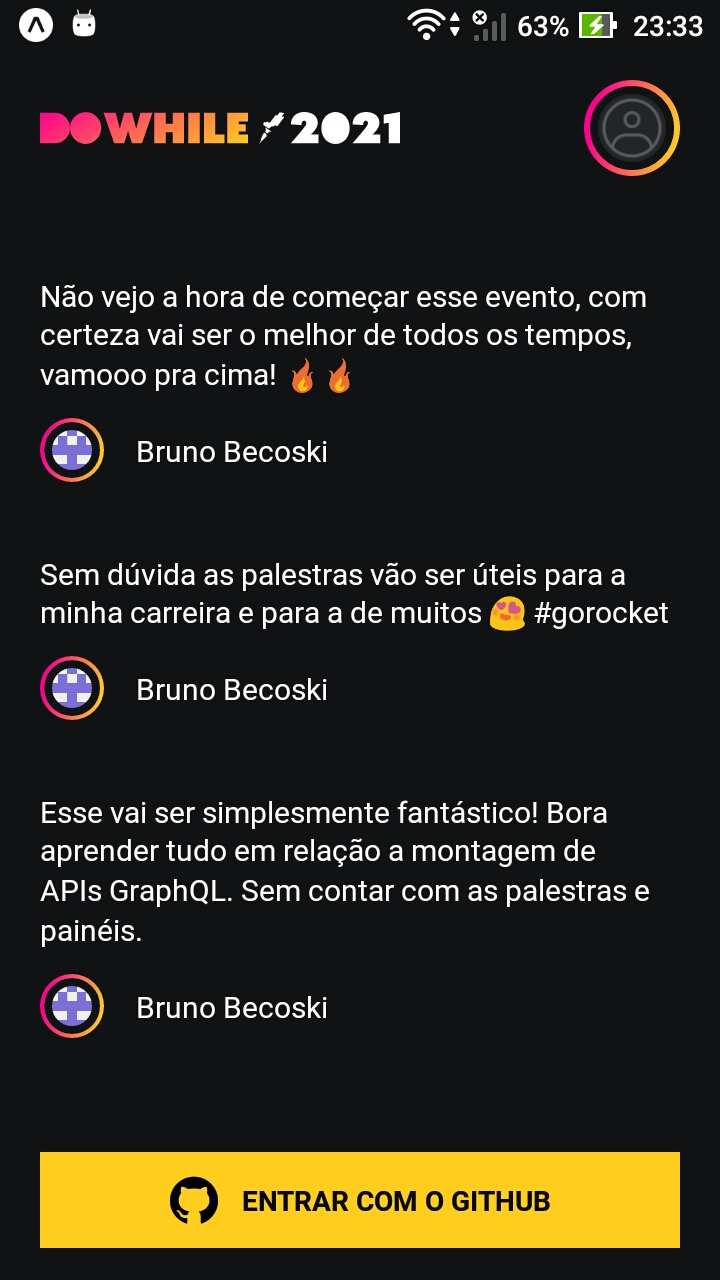 63% 23:33
DOWHILE 2021
Não vejo a hora de começar esse evento, com
certeza vai ser o melhor de todos os tempos,
vamooo pra cima! 🔥 🔥
Bruno Becoski
Sem dúvida as palestras vão ser úteis para a
minha carreira e para a de muitos 😍 #gorocket
Bruno Becoski
Esse vai ser simplesmente fantástico! Bora
aprender tudo em relação a montagem de
APIs GraphQL. Sem contar com as palestras e
painéis.
Bruno Becoski
ENTRAR COM O GITHUB